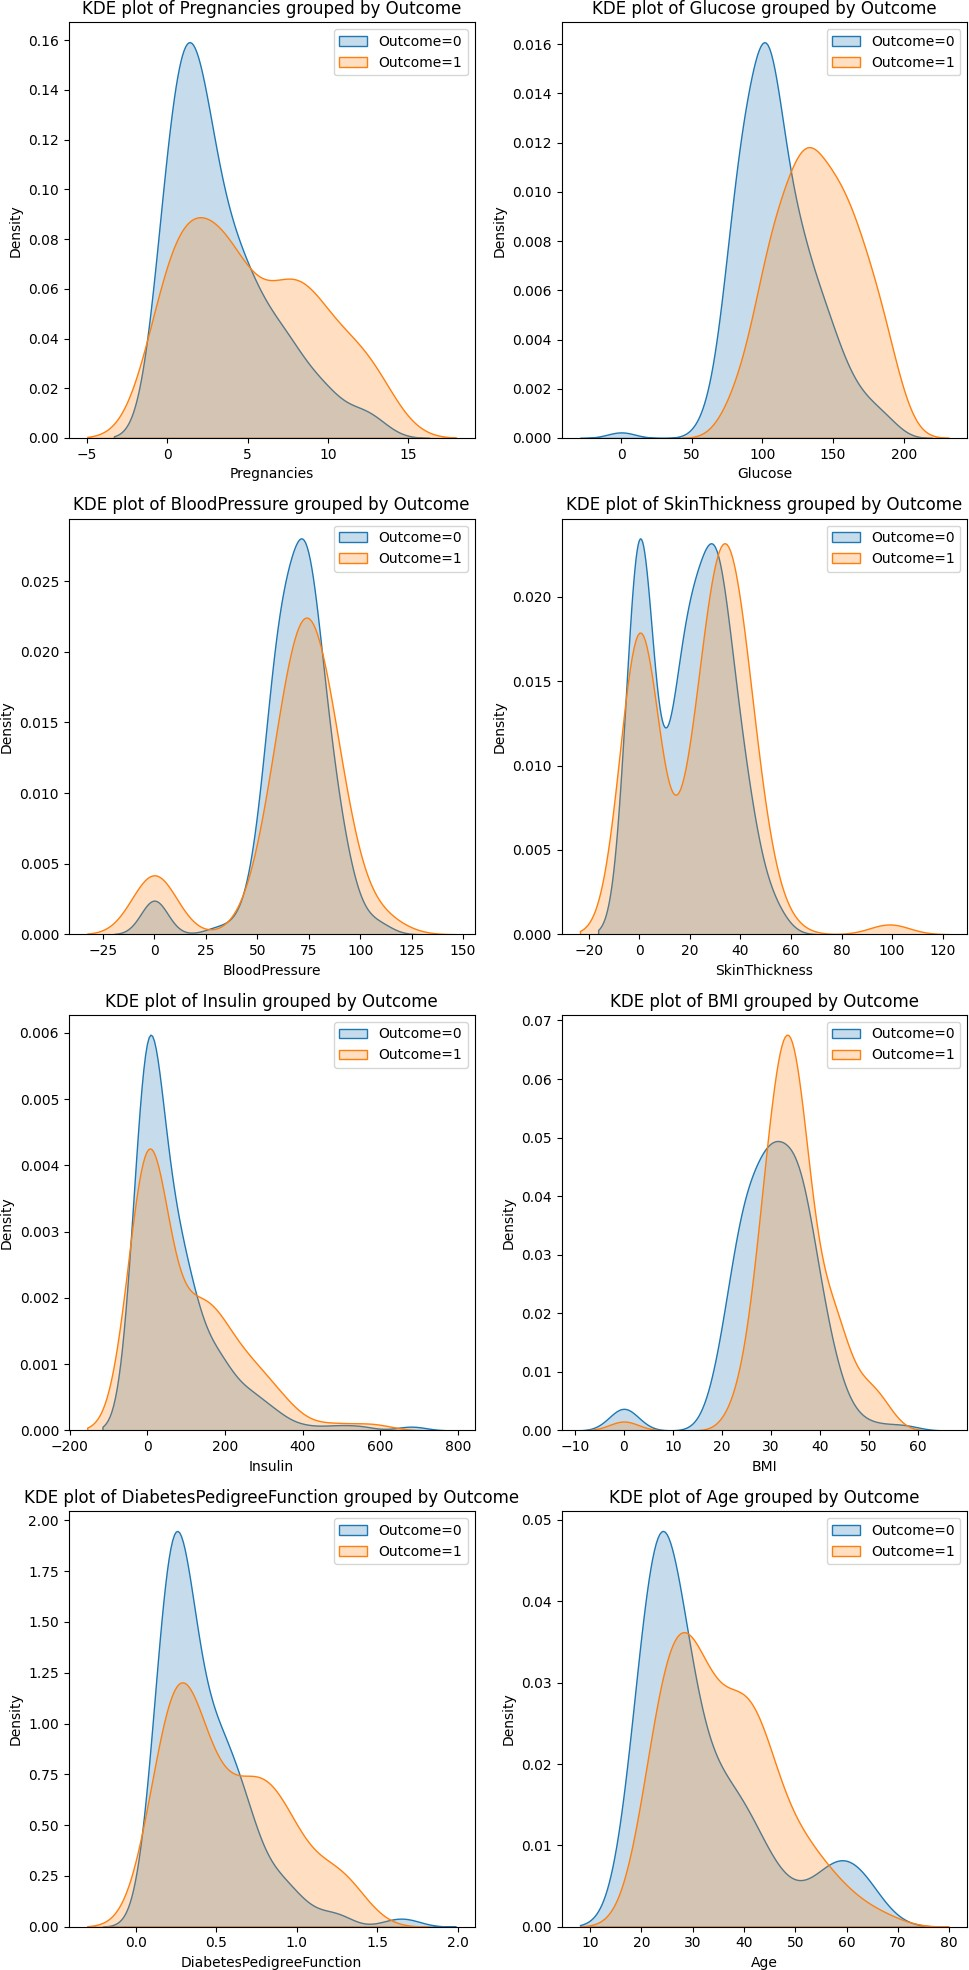 KDE plot of Pregnancies grouped by Outcome
Outcome=0
Outcome=1
0.16
0.14
0.12
0.10
0.08
0.06
0.04
0.02
0.00
Density
−5 0 5 10 15
Pregnancies
KDE plot of Glucose grouped by Outcome
Outcome=0
Outcome=1
0.016
0.014
0.012
0.010
0.008
0.006
0.004
0.002
0.000
Density
0 50 100 150 200
Glucose
KDE plot of BloodPressure grouped by Outcome
Outcome=0
Outcome=1
0.025
0.020
0.015
0.010
0.005
0.000
Density
−25 0 25 50 75 100 125 150
BloodPressure
KDE plot of SkinThickness grouped by Outcome
Outcome=0
Outcome=1
0.020
0.015
0.010
0.005
0.000
Density
−20 0 20 40 60 80 100 120
SkinThickness
KDE plot of Insulin grouped by Outcome
Outcome=0
Outcome=1
0.006
0.005
0.004
0.003
0.002
0.001
0.000
Density
−200 0 200 400 600 800
Insulin
KDE plot of BMI grouped by Outcome
Outcome=0
Outcome=1
0.07
0.06
0.05
0.04
0.03
0.02
0.01
0.00
Density
−10 0 10 20 30 40 50 60
BMI
KDE plot of DiabetesPedigreeFunction grouped by Outcome
Outcome=0
Outcome=1
2.00
1.75
1.50
1.25
1.00
0.75
0.50
0.25
0.00
Density
0.0 0.5 1.0 1.5 2.0
DiabetesPedigreeFunction
KDE plot of Age grouped by Outcome
Outcome=0
Outcome=1
0.05
0.04
0.03
0.02
0.01
0.00
Density
10 20 30 40 50 60 70 80
Age